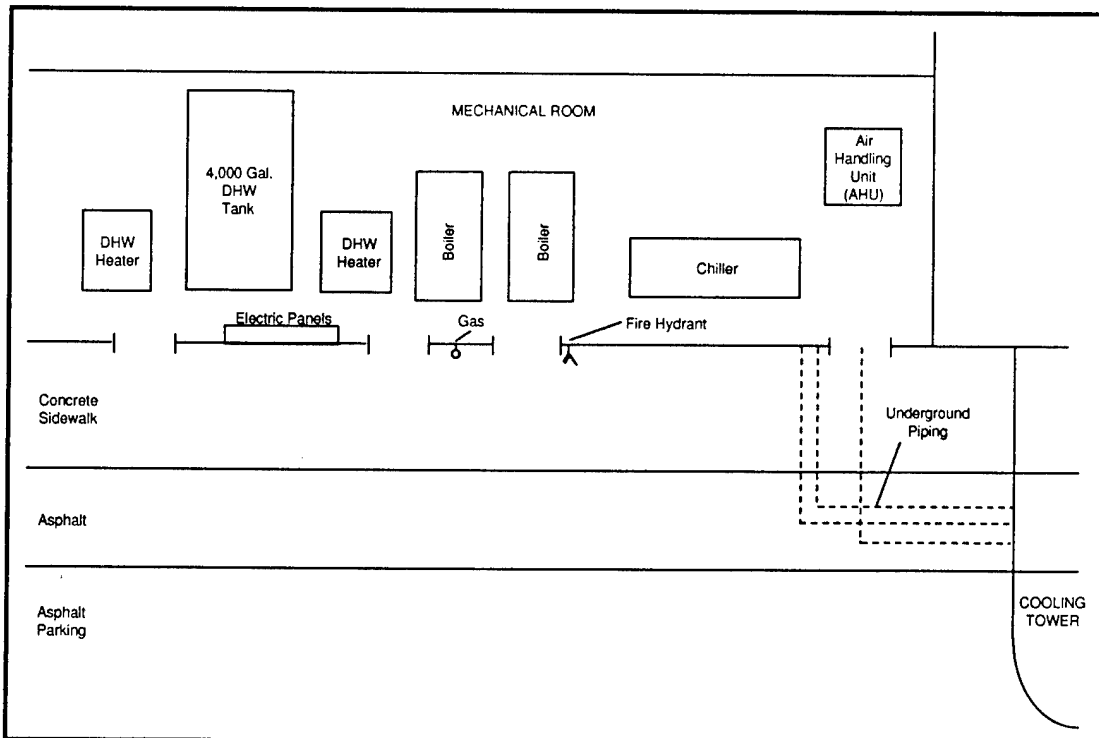 MECHANICAL ROOM
Air
Handling
Unit
(AHU)
4,000 Gal.
DHW
Tank
DHW
Heater
DHW
Heater
Boiler
Boiler
Chiller
Electric Panels
Gas
Fire Hydrant
Concrete
Sidewalk
Underground
Piping
Asphalt
Asphalt
Parking
COOLING
TOWER